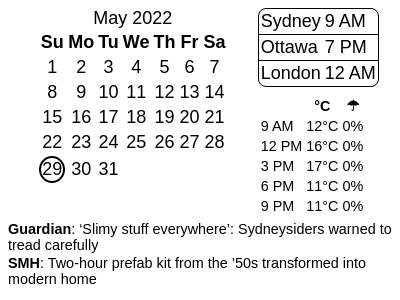 May 2022
Su Mo Tu We Th Fr Sa
1 2 3 4 5 6 7
8 9 10 11 12 13 14
15 16 17 18 19 20 21
22 23 24 25 26 27 28
29 30 31
Sydney 9 AM
Ottawa 7 PM
London 12 AM
°C ☂
9 AM 12°C 0%
12 PM 16°C 0%
3 PM 17°C 0%
6 PM 11°C 0%
9 PM 11°C 0%
Guardian: ‘Slimy stuff everywhere’: Sydneysiders warned to
tread carefully
SMH: Two-hour prefab kit from the ’50s transformed into
modern home